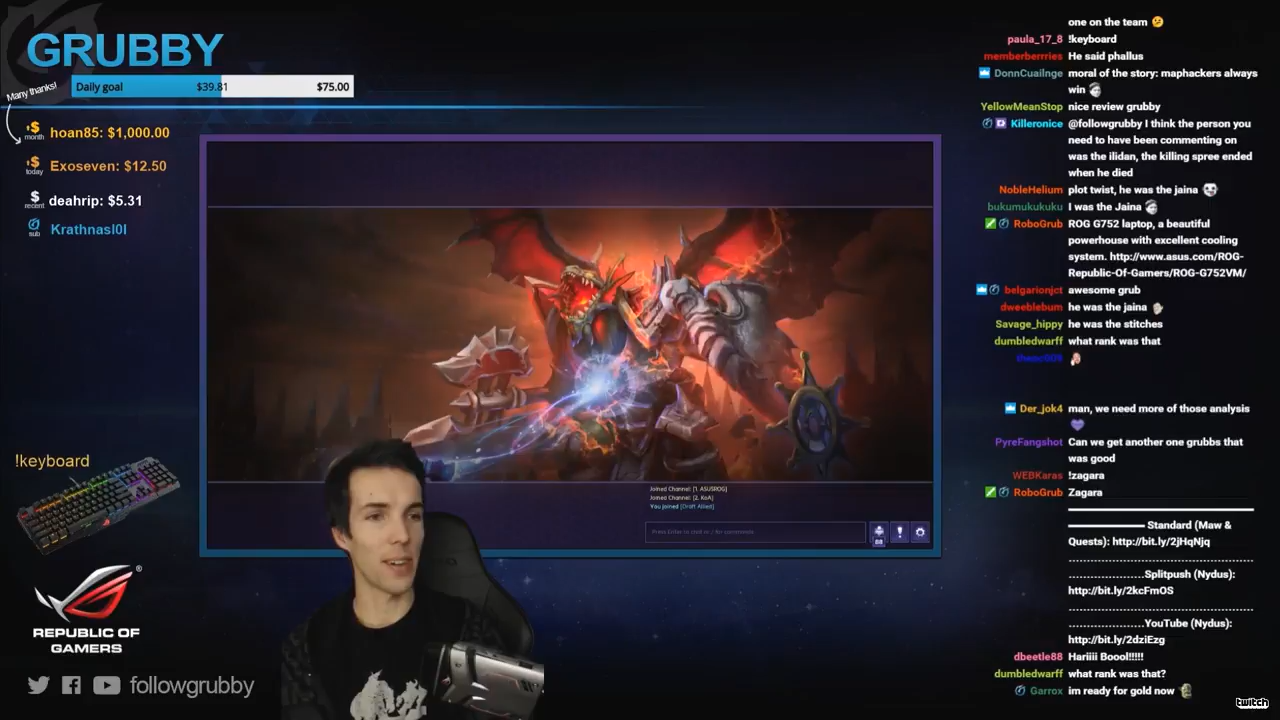 GRUBBY
Many thanks!
Daily goal $39.81 $75.00
$ month hoan85: $1,000.00
$ today Exoseven: $12.50
$ recent deahrip: $5.31
sub Krathnasl0l
!keyboard
REPUBLIC OF
GAMERS
®
followgrubby
Joined Channel: [1. ASUSROG]
Joined Channel: [2. KoA]
You joined [Draft Allied]
Press Enter to chat or / for commands
one on the team
paula_17_8 !keyboard
memberberrries He said phallus
DonnCuailnge moral of the story: maphackers always
win
YellowMeanStop nice review grubby
Killeronice @followgrubby I think the person you
need to have been commenting on
was the ilidan, the killing spree ended
when he died
NobleHelium plot twist, he was the jaina
bukumukukuku I was the Jaina
RoboGrub ROG G752 laptop, a beautiful
powerhouse with excellent cooling
system. http://www.asus.com/ROG-
Republic-Of-Gamers/ROG-G752VM/
belgarionjct awesome grub
dweeblebum he was the jaina
Savage_hippy he was the stitches
dumbledwarff what rank was that
Der_jok4 man, we need more of those analysis
PyreFangshot Can we get another one grubbs that
was good
WEBKaras !zagara
RoboGrub Zagara
Standard (Maw &
Quests): http://bit.ly/2jHqNjq
Splitpush (Nydus):
http://bit.ly/2kcFmOS
YouTube (Nydus):
http://bit.ly/2dziEzg
dbeetle88 Hariiii Boool!!!!!
dumbledwarff what rank was that?
Garrox im ready for gold now
twitch